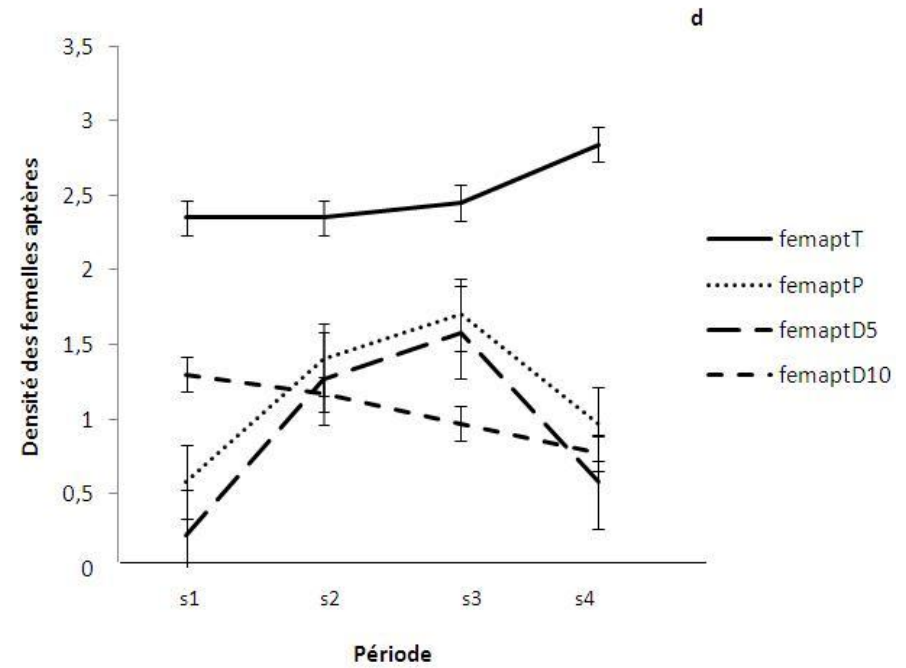 d
3,5
3
2,5
2
1,5
1
0,5
0
Densité des femelles aptères
s1 s2 s3 s4
Période
femaptT
femaptP
femaptD5
femaptD10